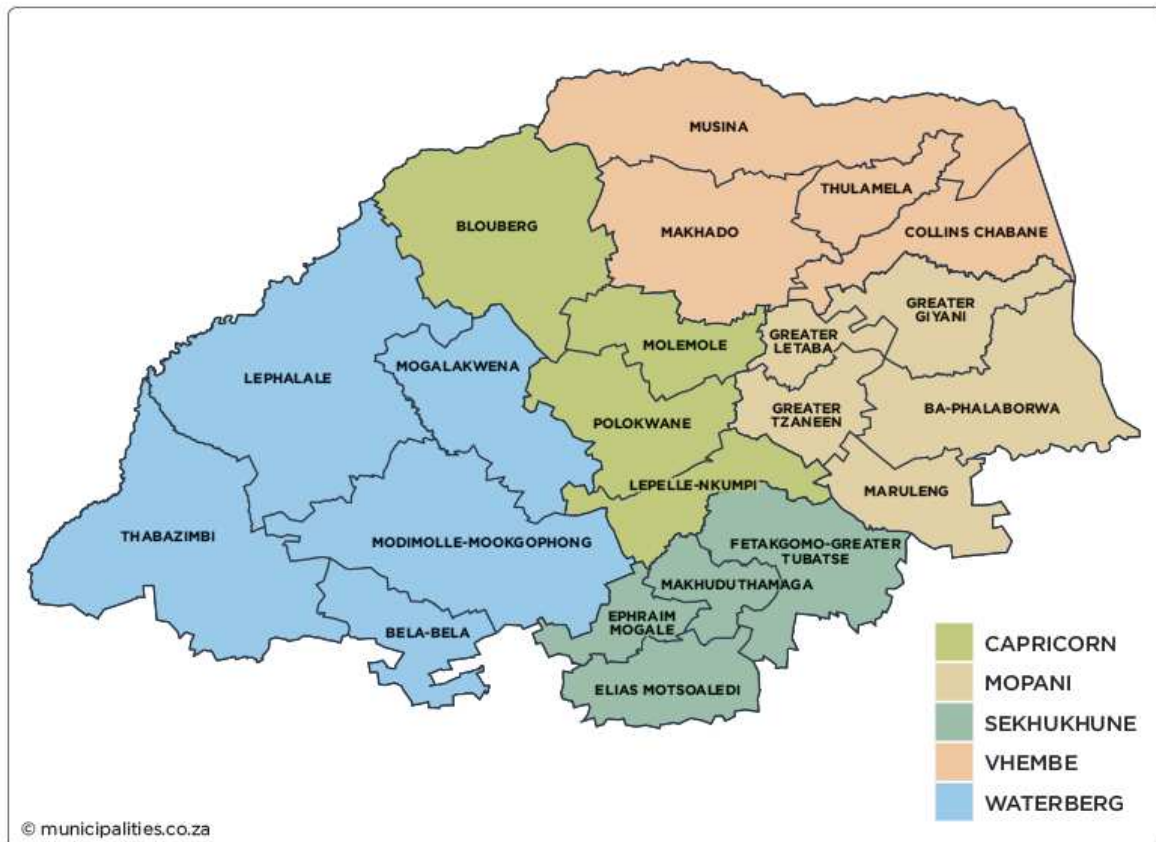 MUSINA
THULAMELA
BLOUBERG
MAKHADO
COLLINS CHABANE
GREATER
GIYANI
MOLEMOLE
GREATER
LETABA
MOGALAKWENA
LEPHALALE
GREATER
TZANEEN
BA-PHALABORWA
POLOKWANE
LEPELLE-NKUMPI
MARULENG
THABAZIMBI
MODIMOLLE-MOOKGOPHONG
FETAKGOMO-GREATER
TUBATSE
MAKHUDUTHAMAGA
EPHRAIM
MOGALE
BELA-BELA
ELIAS MOTSOALEDI
CAPRICORN
MOPANI
SEKHUKHUNE
VHEMBE
WATERBERG
© municipalities.co.za